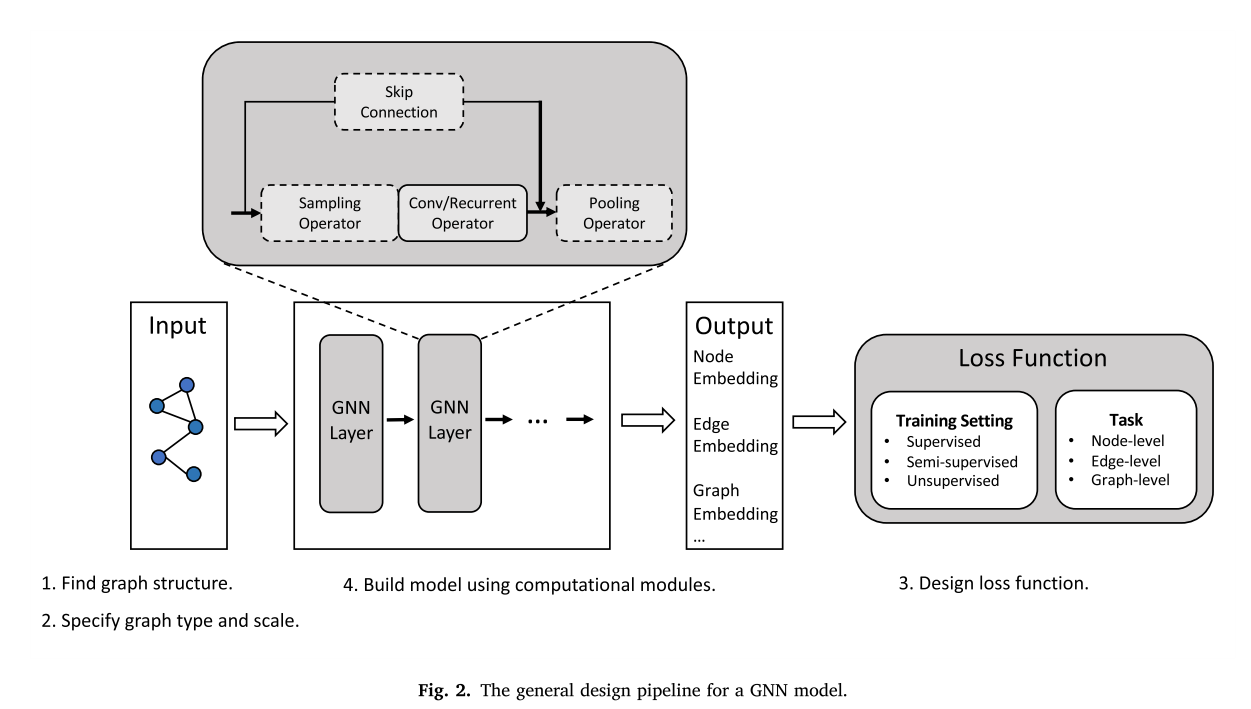 Skip
Connection
Sampling
Operator
Conv/Recurrent
Operator
Pooling
Operator
Input
GNN
Layer
GNN
Layer
...
Output
Node
Embedding
Edge
Embedding
Graph
Embedding
...
Loss Function
Training Setting
• Supervised
• Semi-supervised
• Unsupervised
Task
• Node-level
• Edge-level
• Graph-level
1. Find graph structure.
2. Specify graph type and scale.
4. Build model using computational modules.
3. Design loss function.
Fig. 2. The general design pipeline for a GNN model.